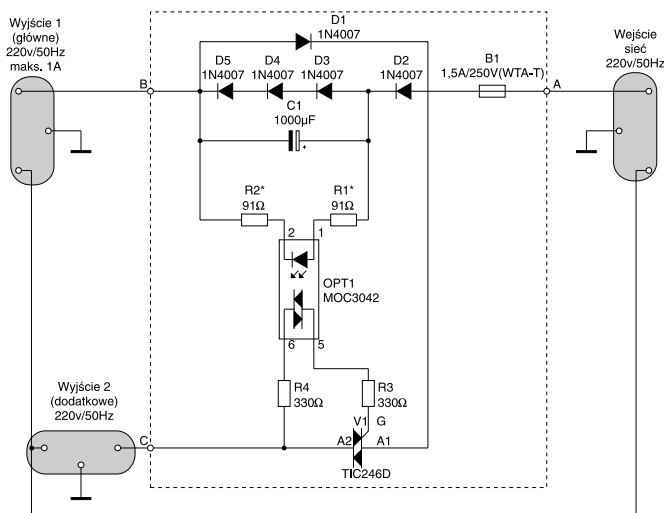 Wyjście 1
(główne)
220v/50Hz
maks. 1A
D1
1N4007
D5
1N4007
D4
1N4007
D3
1N4007
D2
1N4007
B1
1,5A/250V(WTA-T)
Wejście
sieć
220v/50Hz
B
A
C1
1000µF
+
R2*
91Ω
R1*
91Ω
2
1
OPT1
MOC3042
6
5
R4
330Ω
R3
330Ω
Wyjście 2
(dodatkowe)
220v/50Hz
C
V1
G
A2
A1
TIC246D